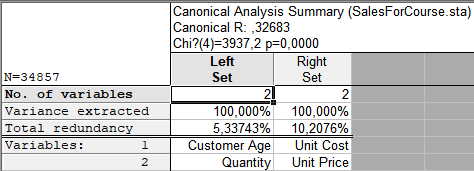 Canonical Analysis Summary (SalesForCourse.sta)
Canonical R: ,32683
Chi?(4)=3937,2 p=0,0000
N=34857 Left Set Right Set
No. of variables 2 2
Variance extracted 100,000% 100,000%
Total redundancy 5,33743% 10,2076%
Variables: 1 Customer Age Unit Cost
2 Quantity Unit Price